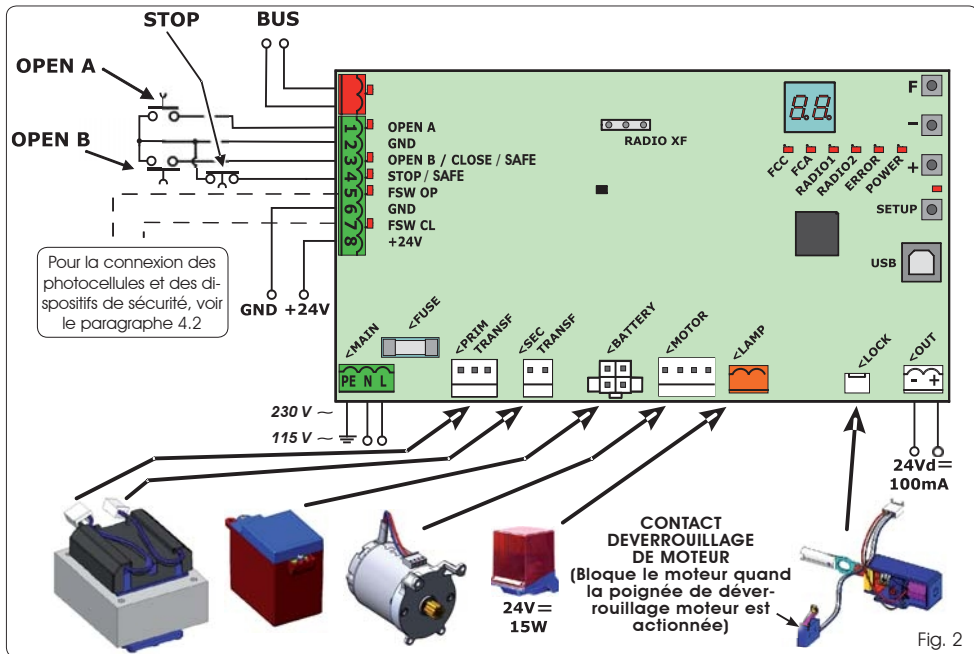 STOP
BUS
OPEN A
OPEN B
1 OPEN A
2 GND
3 OPEN B / CLOSE / SAFE
4 STOP / SAFE
5 FSW OP
6 GND
7 FSW CL
8 +24V
RADIO XF
8.8.
F
-
+
SETUP
USB
FCC
FCA
RADIO1
RADIO2
ERROR
POWER
Pour la connexion des
photocellules et des di-
spositifs de sécurité, voir
le paragraphe 4.2
GND +24V
<MAIN
<FUSE
<PRIM
TRANSF
<SEC
TRANSF
<BATTERY
<MOTOR
<LAMP
<LOCK
<OUT
PE N L
- +
230 V ~
115 V ~
24Vd=
100mA
24V=
15W
CONTACT
DEVERROUILLAGE
DE MOTEUR
(Bloque le moteur quand
la poignée de déver-
rouillage moteur est
actionnée)
Fig. 2